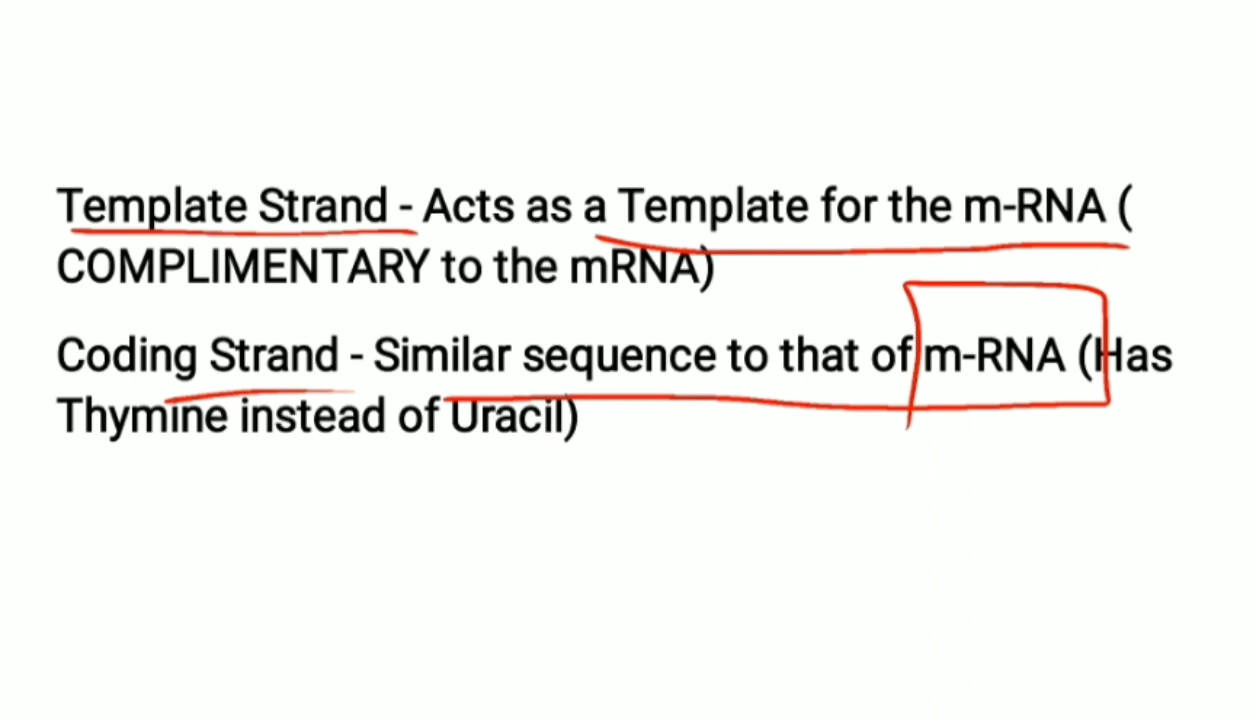 Template Strand - Acts as a Template for the m-RNA (
COMPLIMENTARY to the mRNA)
Coding Strand - Similar sequence to that of m-RNA (Has
Thymine instead of Uracil)